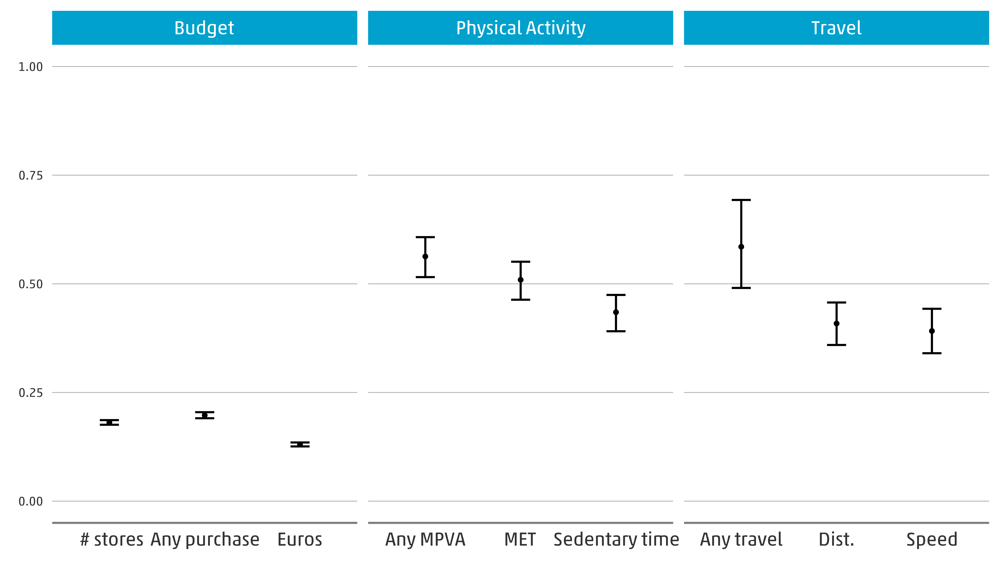 Budget
Physical Activity
Travel
1.00
0.75
0.50
0.25
0.00
# stores
Any purchase
Euros
Any MPVA
MET
Sedentary time
Any travel
Dist.
Speed